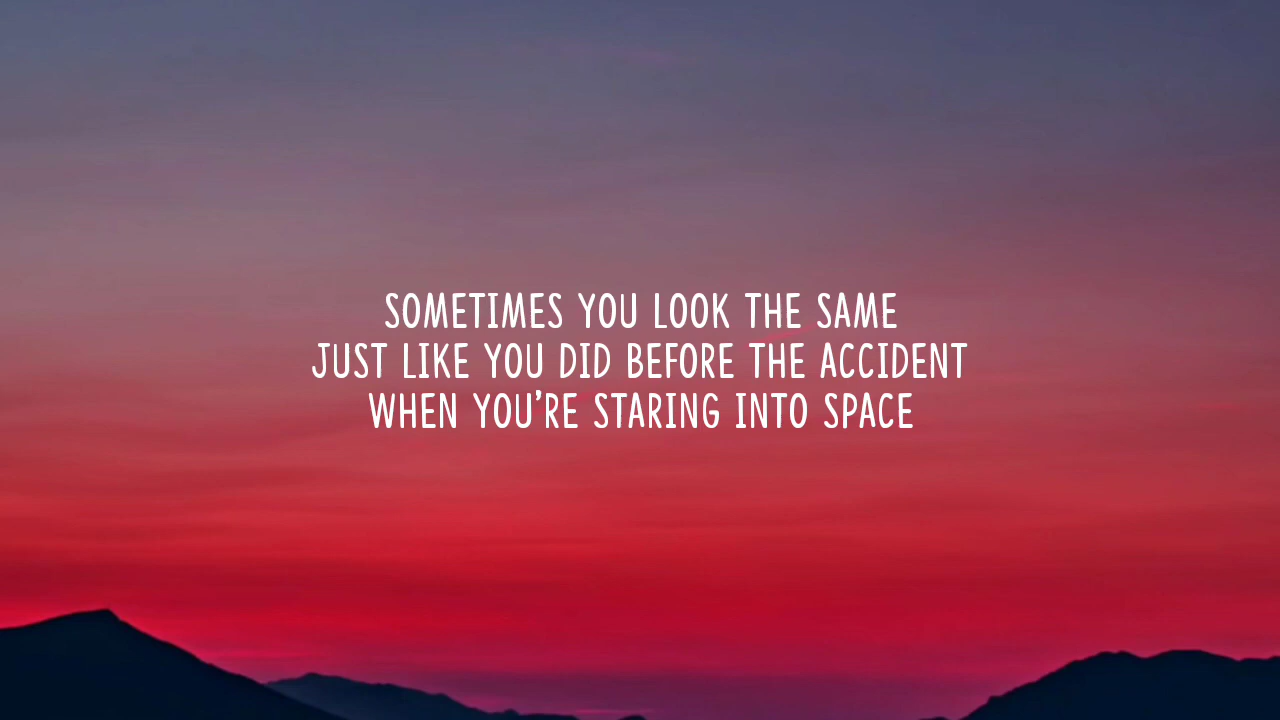 SOMETIMES YOU LOOK THE SAME
JUST LIKE YOU DID BEFORE THE ACCIDENT
WHEN YOU'RE STARING INTO SPACE